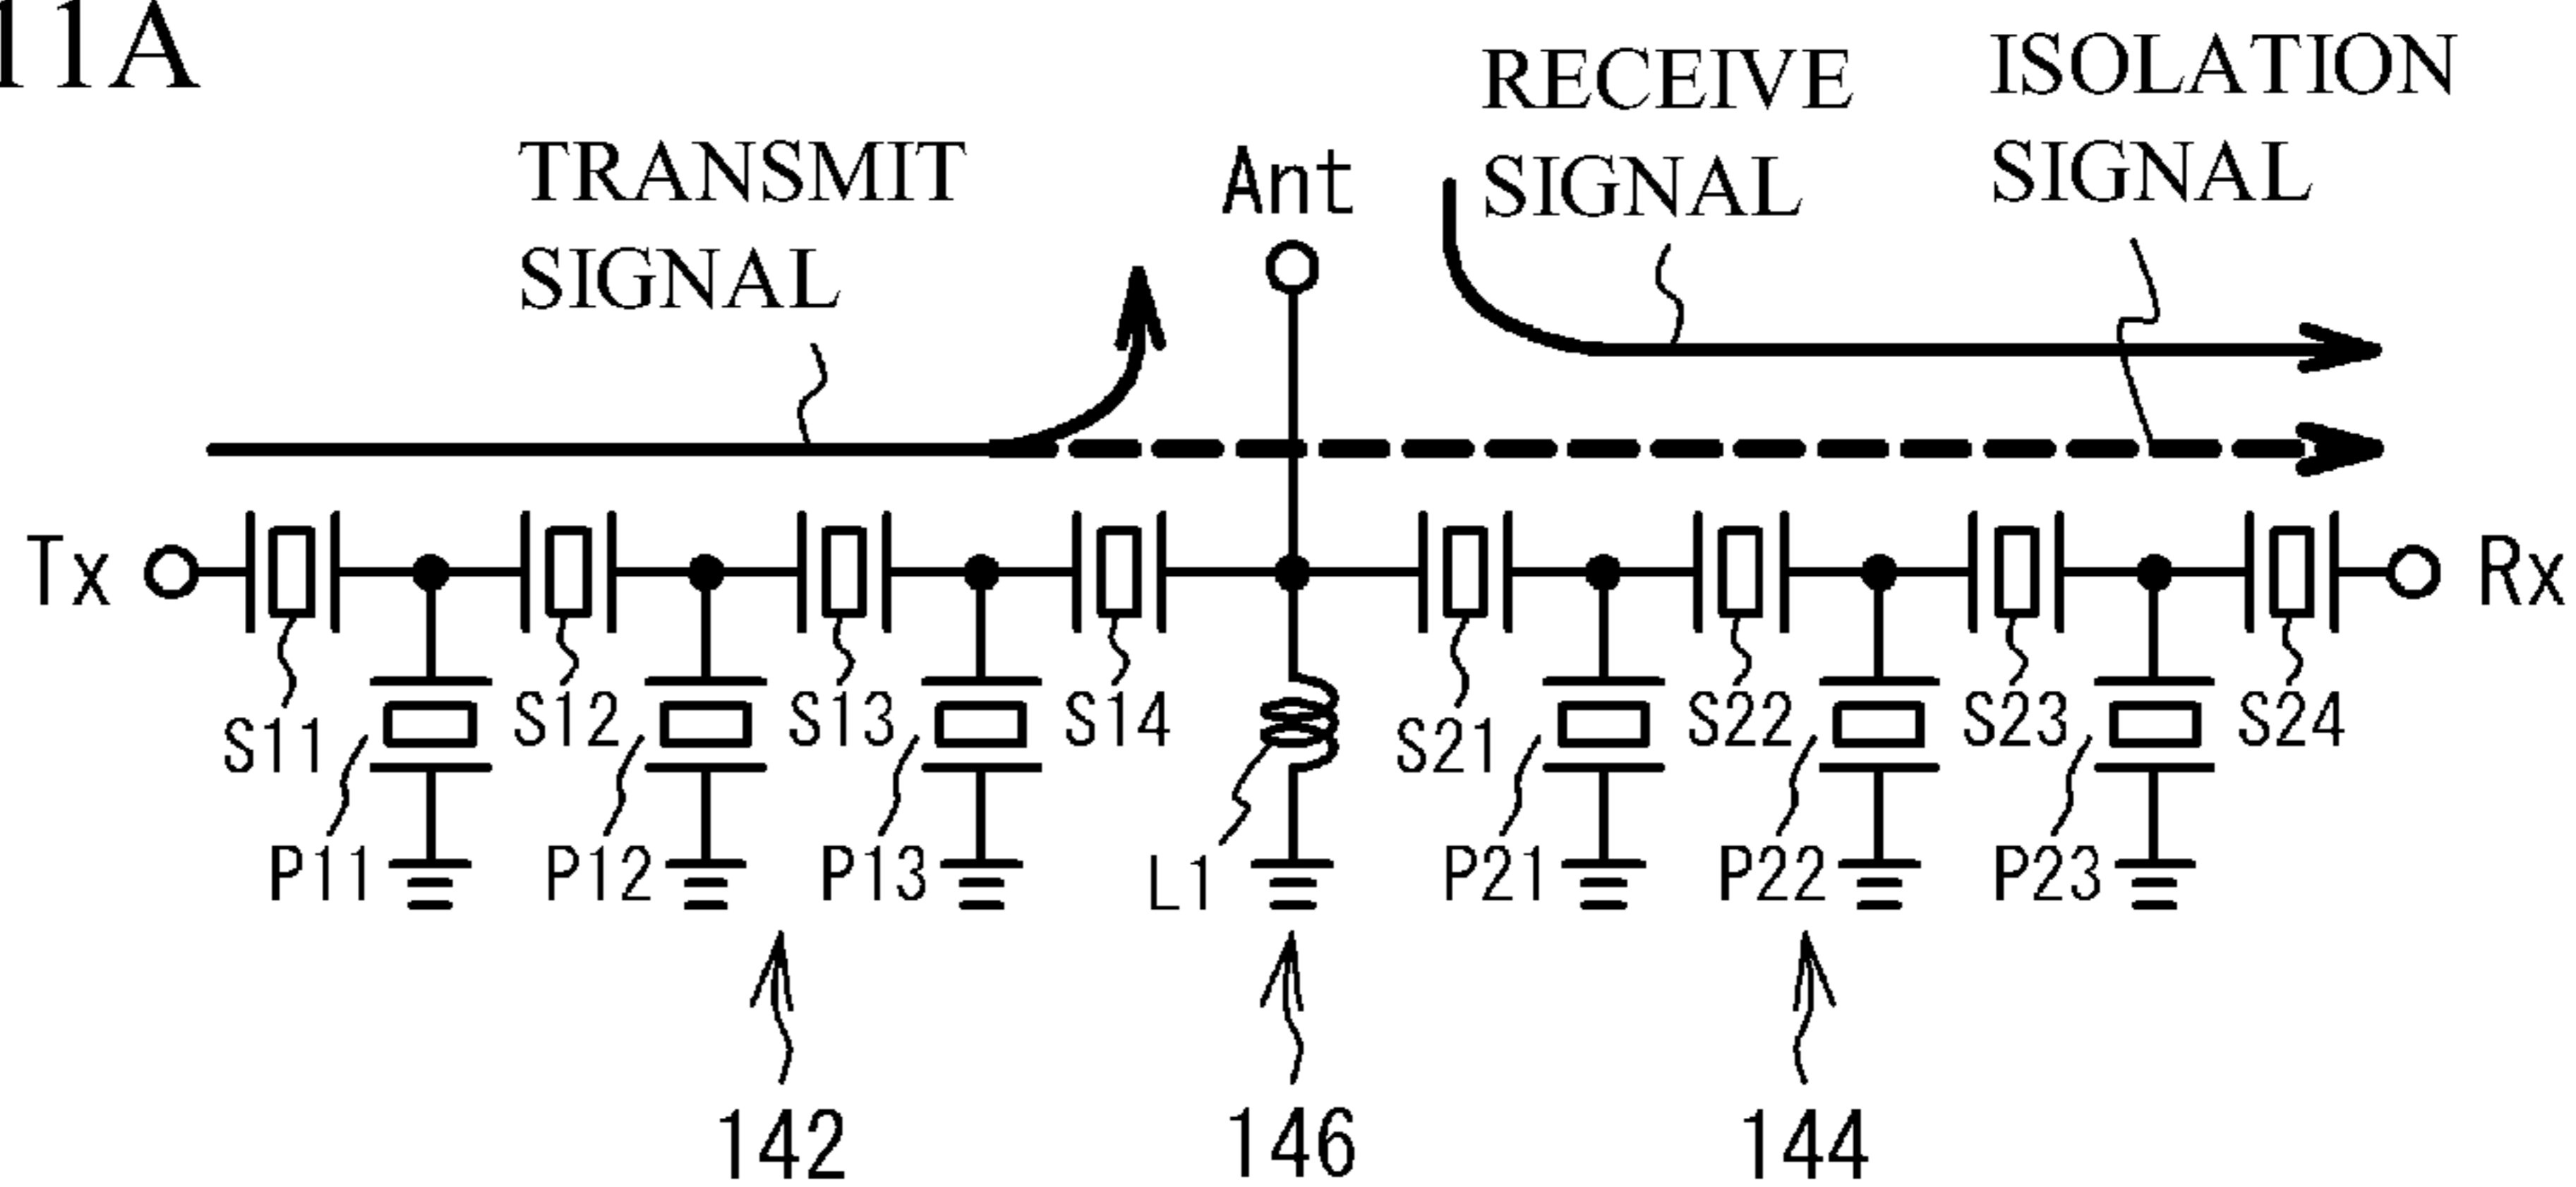 11A
RECEIVE
SIGNAL
ISOLATION
SIGNAL
TRANSMIT
SIGNAL
Ant
Tx
Rx
S11
S12
S13
S14
S21
S22
S23
S24
P11
P12
P13
L1
P21
P22
P23
142
146
144